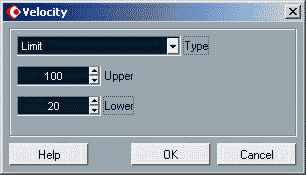 Velocity
Limit Type
100 Upper
20 Lower
Help OK Cancel